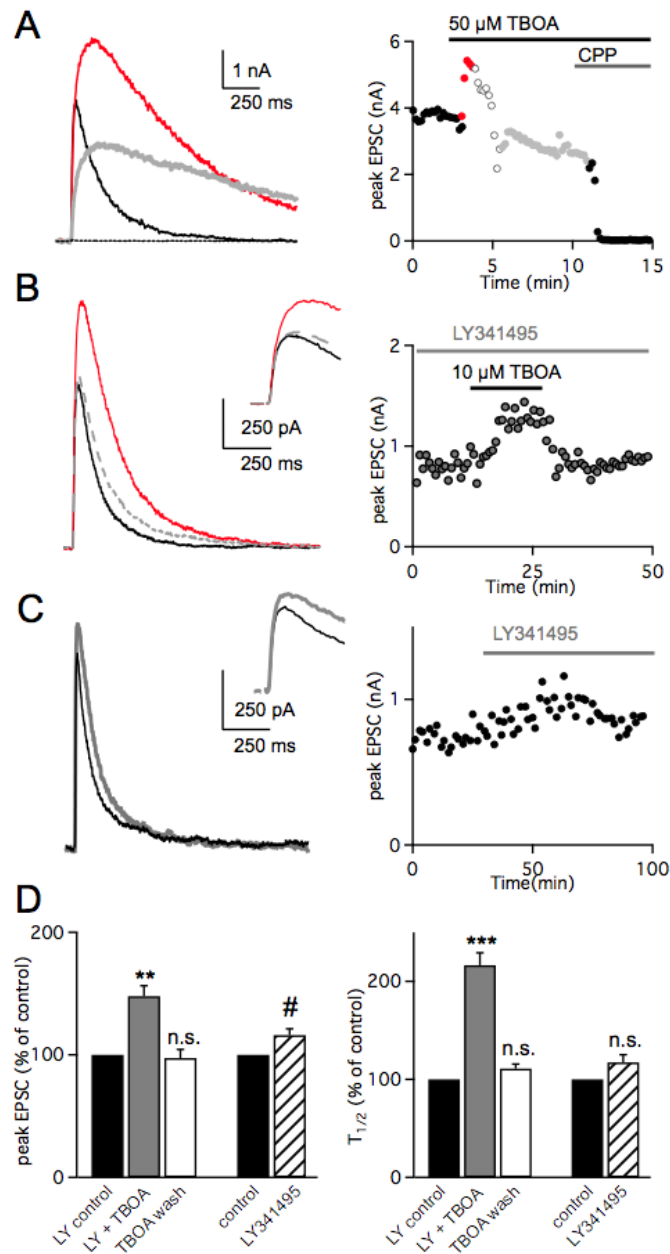 A
1 nA
250 ms
50 µM TBOA
CPP
peak EPSC (nA)
6
4
2
0
0
5
10
15
Time (min)
B
250 pA
250 ms
LY341495
10 µM TBOA
peak EPSC (nA)
2
1
0
0
25
50
Time (min)
C
250 pA
250 ms
LY341495
peak EPSC (nA)
1
0
0
50
100
Time(min)
D
peak EPSC (% of control)
200
100
0
**
n.s.
#
LY control
LY + TBOA
TBOA wash
control
LY341495
T1/2 (% of control)
200
100
0
***
n.s.
n.s.
LY control
LY + TBOA
TBOA wash
control
LY341495